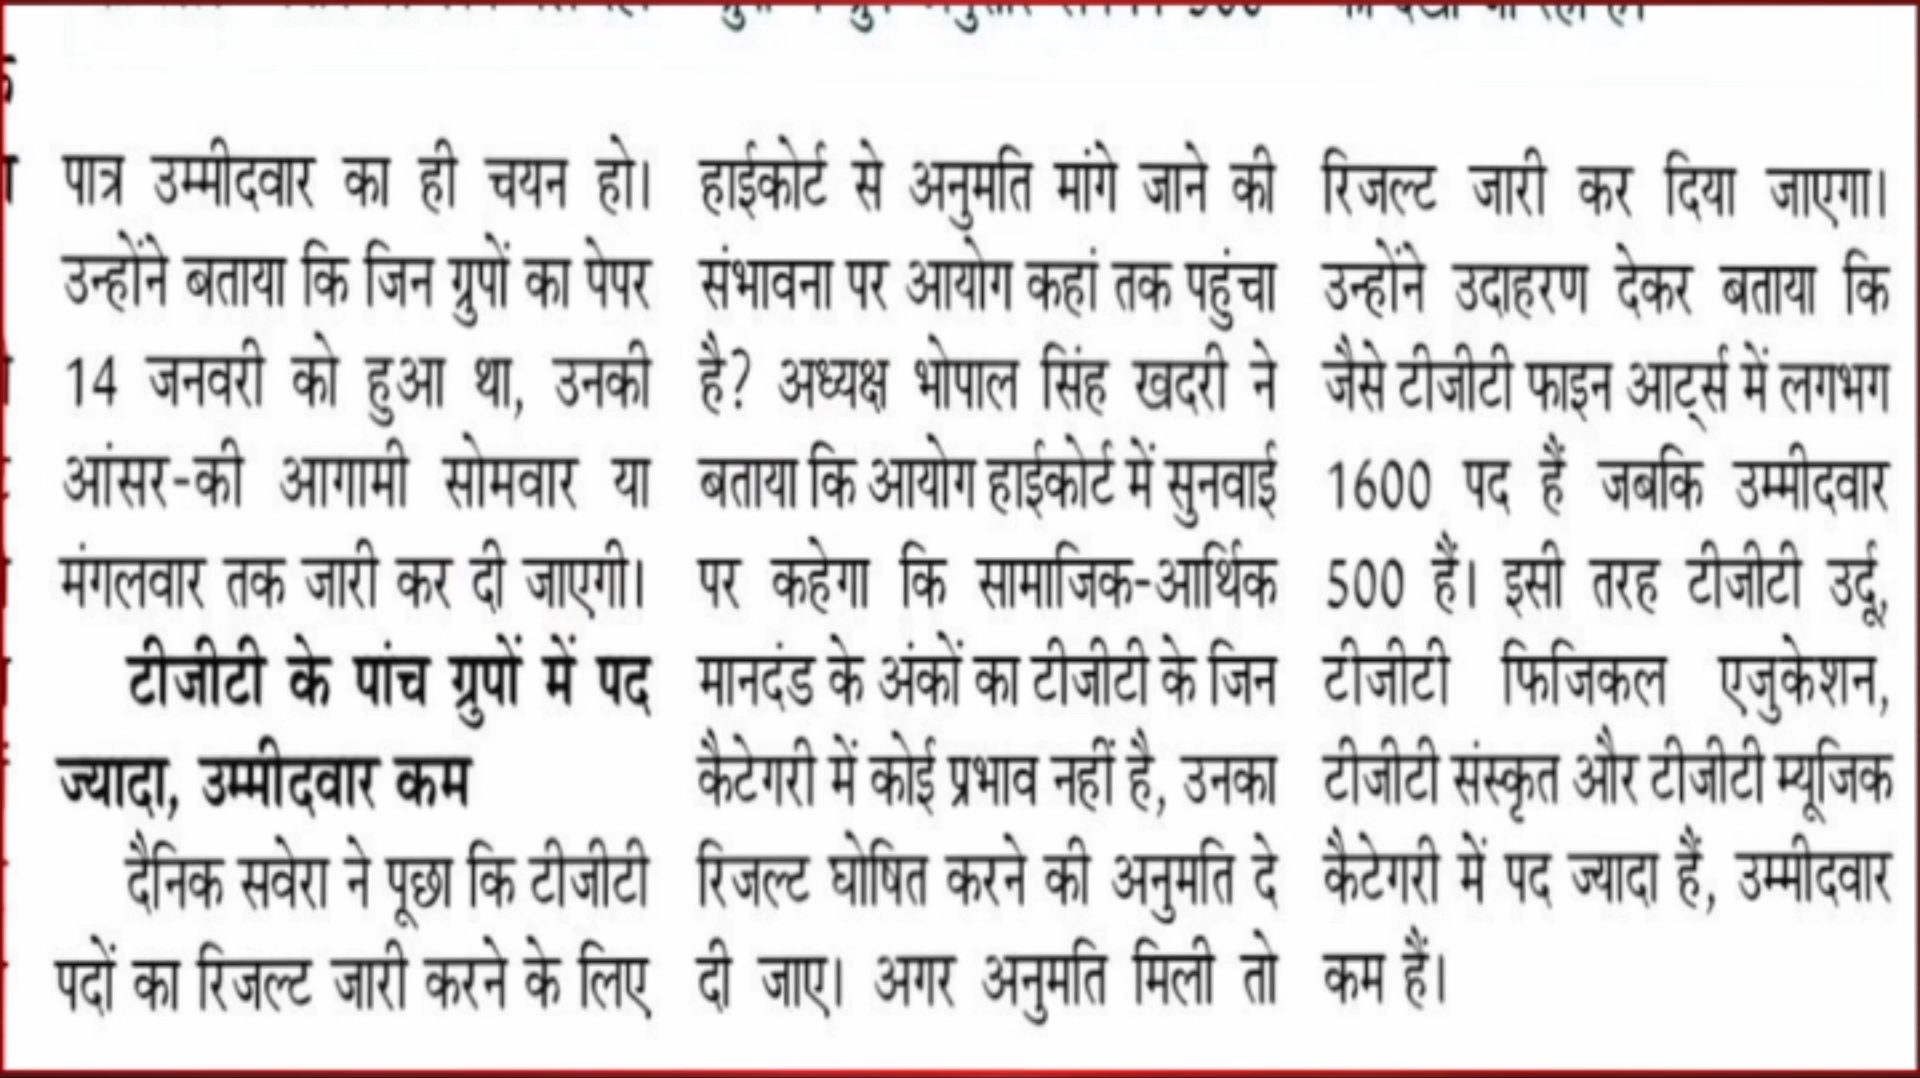 पात्र उम्मीदवार का ही चयन हो।
उन्होंने बताया कि जिन ग्रुपों का पेपर
14 जनवरी को हुआ था, उनकी
आंसर-की आगामी सोमवार या
मंगलवार तक जारी कर दी जाएगी।
टीजीटी के पांच ग्रुपों में पद
ज्यादा, उम्मीदवार कम
दैनिक सवेरा ने पूछा कि टीजीटी
पदों का रिजल्ट जारी करने के लिए
हाईकोर्ट से अनुमति मांगे जाने की
संभावना पर आयोग कहां तक पहुंचा
है? अध्यक्ष भोपाल सिंह खदरी ने
बताया कि आयोग हाईकोर्ट में सुनवाई
पर कहेगा कि सामाजिक-आर्थिक
मानदंड के अंकों का टीजीटी के जिन
कैटेगरी में कोई प्रभाव नहीं है, उनका
रिजल्ट घोषित करने की अनुमति दे
दी जाए। अगर अनुमति मिली तो
रिजल्ट जारी कर दिया जाएगा।
उन्होंने उदाहरण देकर बताया कि
जैसे टीजीटी फाइन आर्ट्स में लगभग
1600 पद हैं जबकि उम्मीदवार
500 हैं। इसी तरह टीजीटी उर्दू,
टीजीटी फिजिकल एजुकेशन,
टीजीटी संस्कृत और टीजीटी म्यूजिक
कैटेगरी में पद ज्यादा हैं, उम्मीदवार
कम हैं।